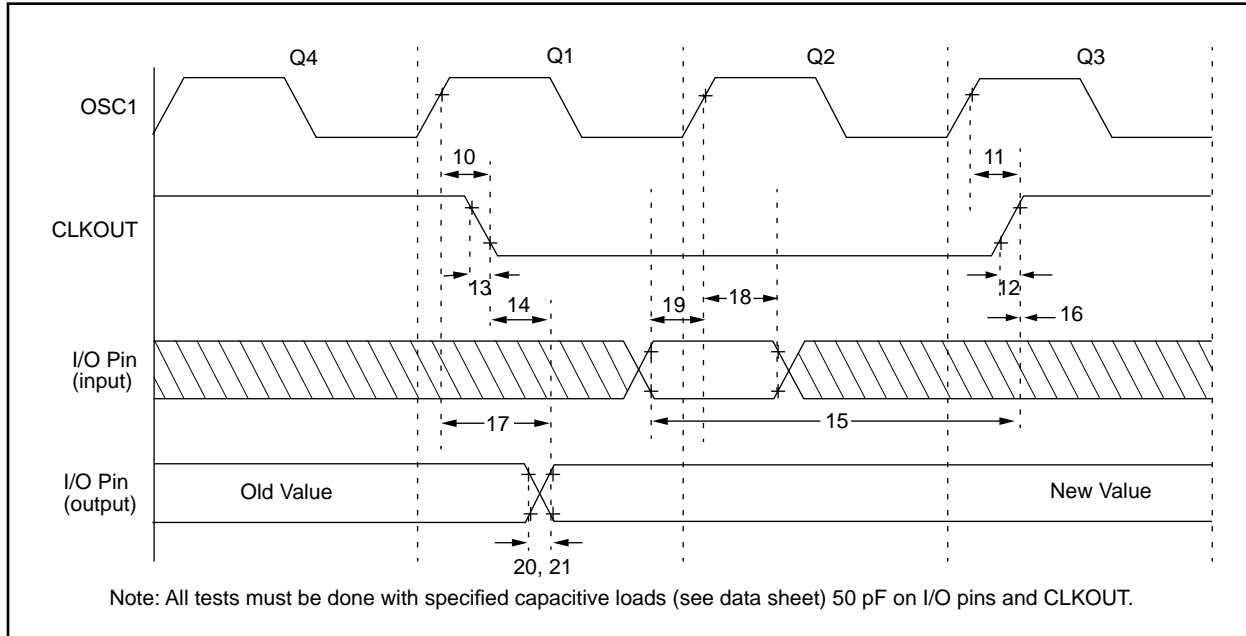 Q4 Q1 Q2 Q3
OSC1
10 11
CLKOUT
13 12
14 19 18 16
I/O Pin
(input)
17 15
I/O Pin
(output)
Old Value New Value
20, 21
Note: All tests must be done with specified capacitive loads (see data sheet) 50 pF on I/O pins and CLKOUT.